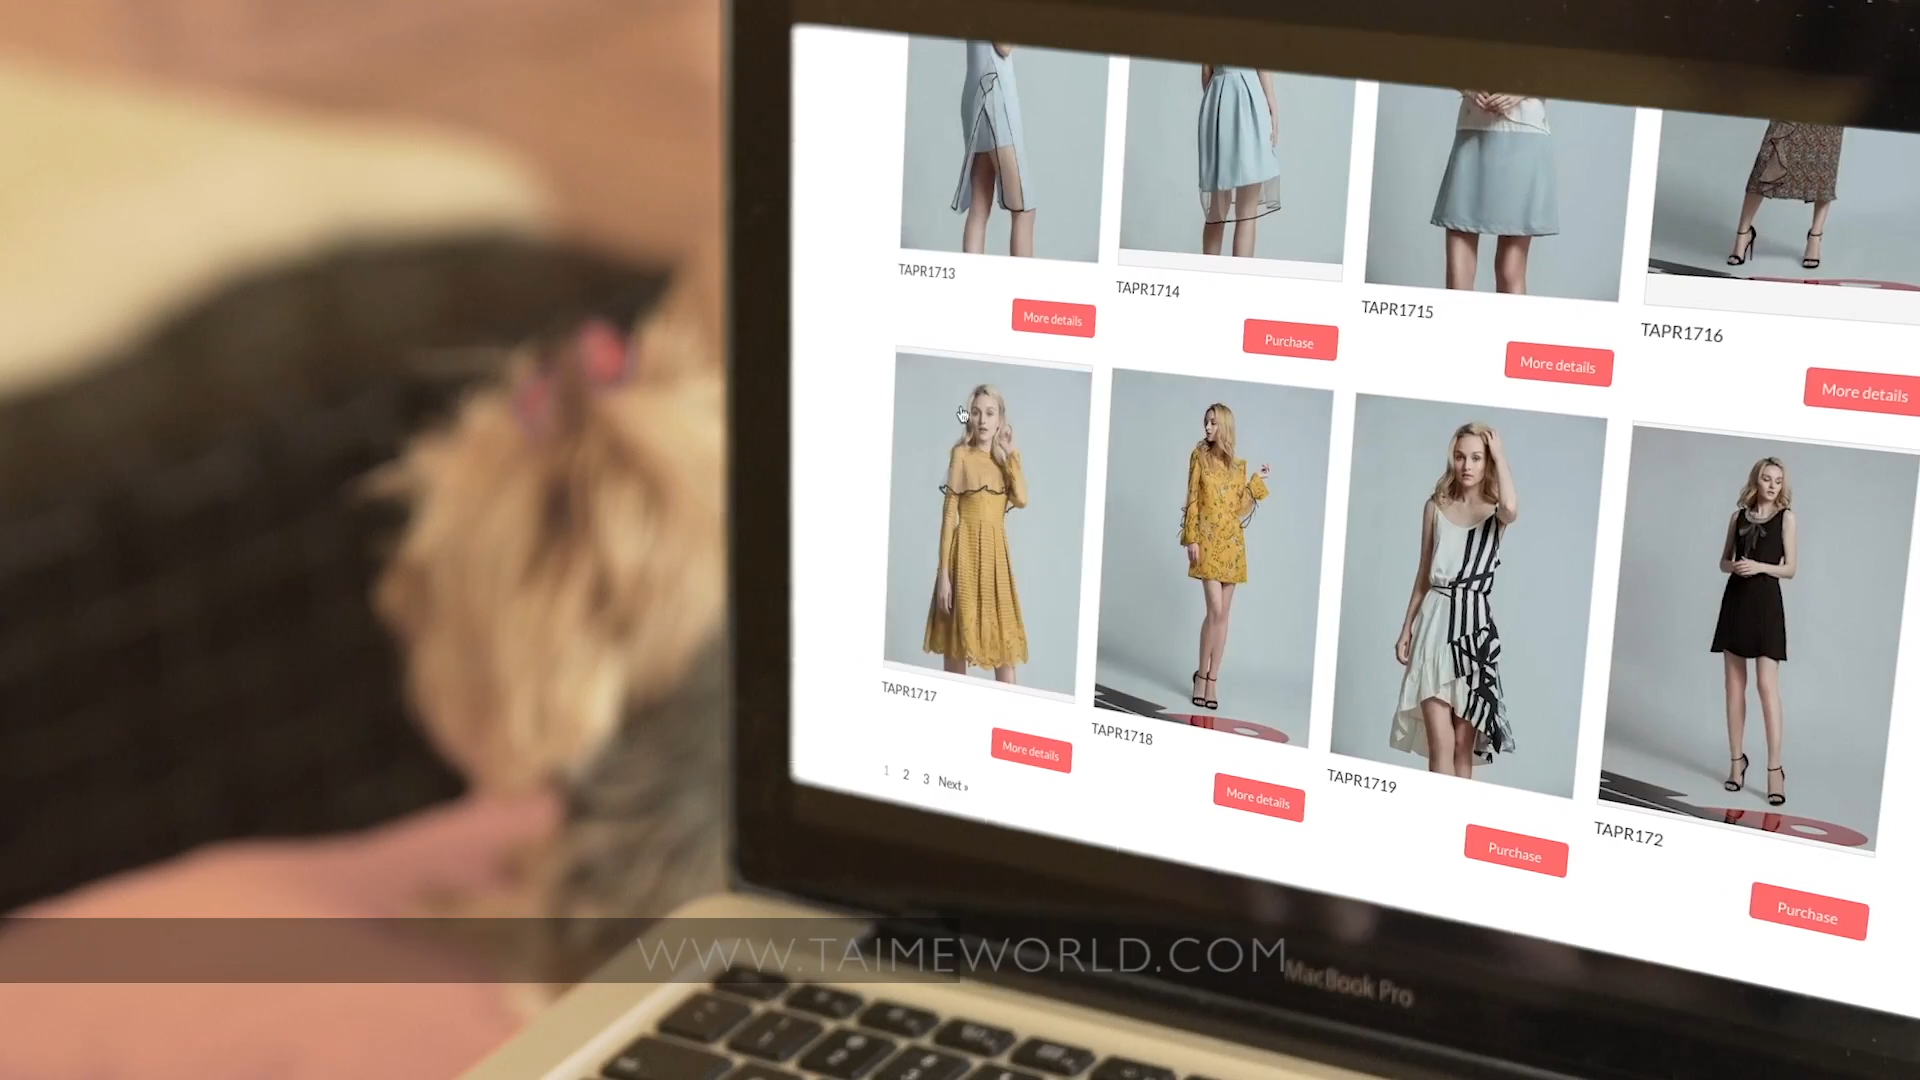 TAPR1713
TAPR1714
TAPR1715
TAPR1716
More details
Purchase
More details
More details
TAPR1717
TAPR1718
TAPR1719
TAPR172
More details
More details
Purchase
Purchase
1 2 3 Next »
WWW.TAIMEWORLD.COM
MacBook Pro